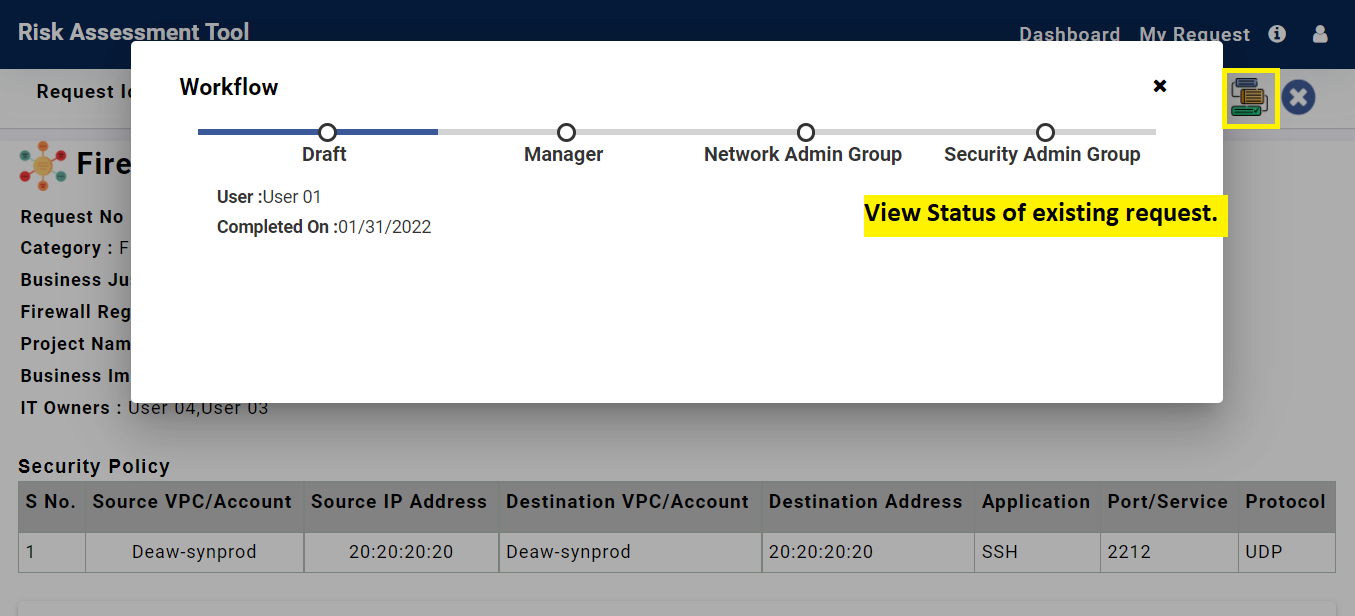 Risk Assessment Tool
Dashboard My Request
Request
Workflow
Draft Manager Network Admin Group Security Admin Group
User :User 01
Completed On :01/31/2022
View Status of existing request.
Fire
Request No
Category : F
Business Ju
Firewall Reg
Project Nam
Business Im
IT Owners : User 04,User 03
Security Policy
S No. Source VPC/Account Source IP Address Destination VPC/Account Destination Address Application Port/Service Protocol
1 Deaw-synprod 20:20:20:20 Deaw-synprod 20:20:20:20 SSH 2212 UDP